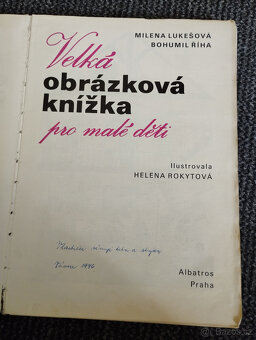 MILENA LUKEŠOVÁ
BOHUMIL ŘÍHA
Velká
obrázková
knížka
pro malé děti
Ilustrovala
HELENA ROKYTOVÁ
a
Albatros
Praha